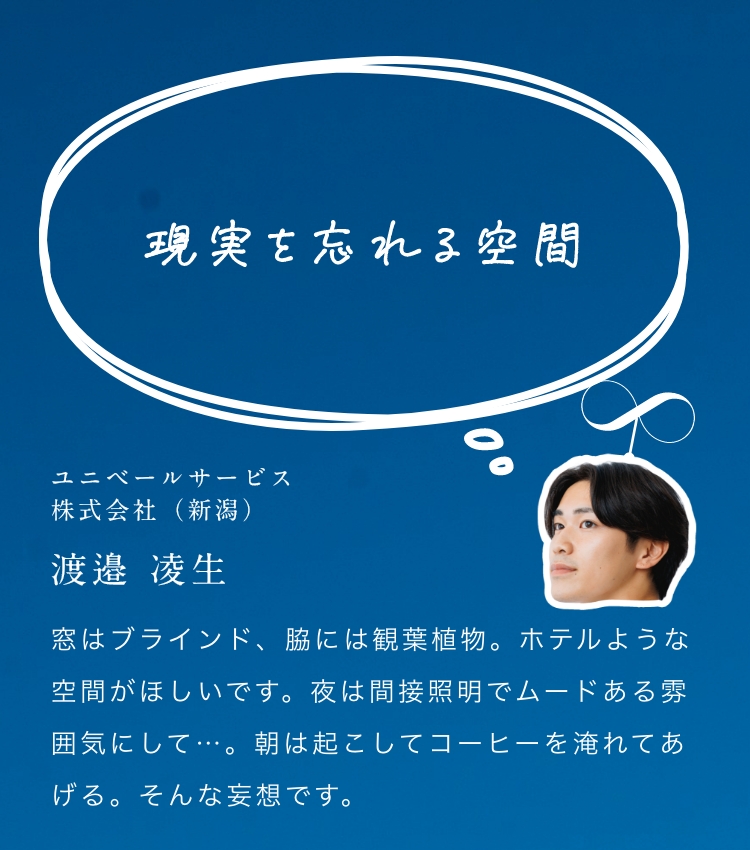 現実を忘れる空間
ユニベールサービス
株式会社（新潟）
渡邉 凌生
窓はブラインド、脇には観葉植物。ホテルような
空間がほしいです。夜は間接照明でムードある雰
囲気にして…。朝は起こしてコーヒーを淹れてあ
げる。そんな妄想です。